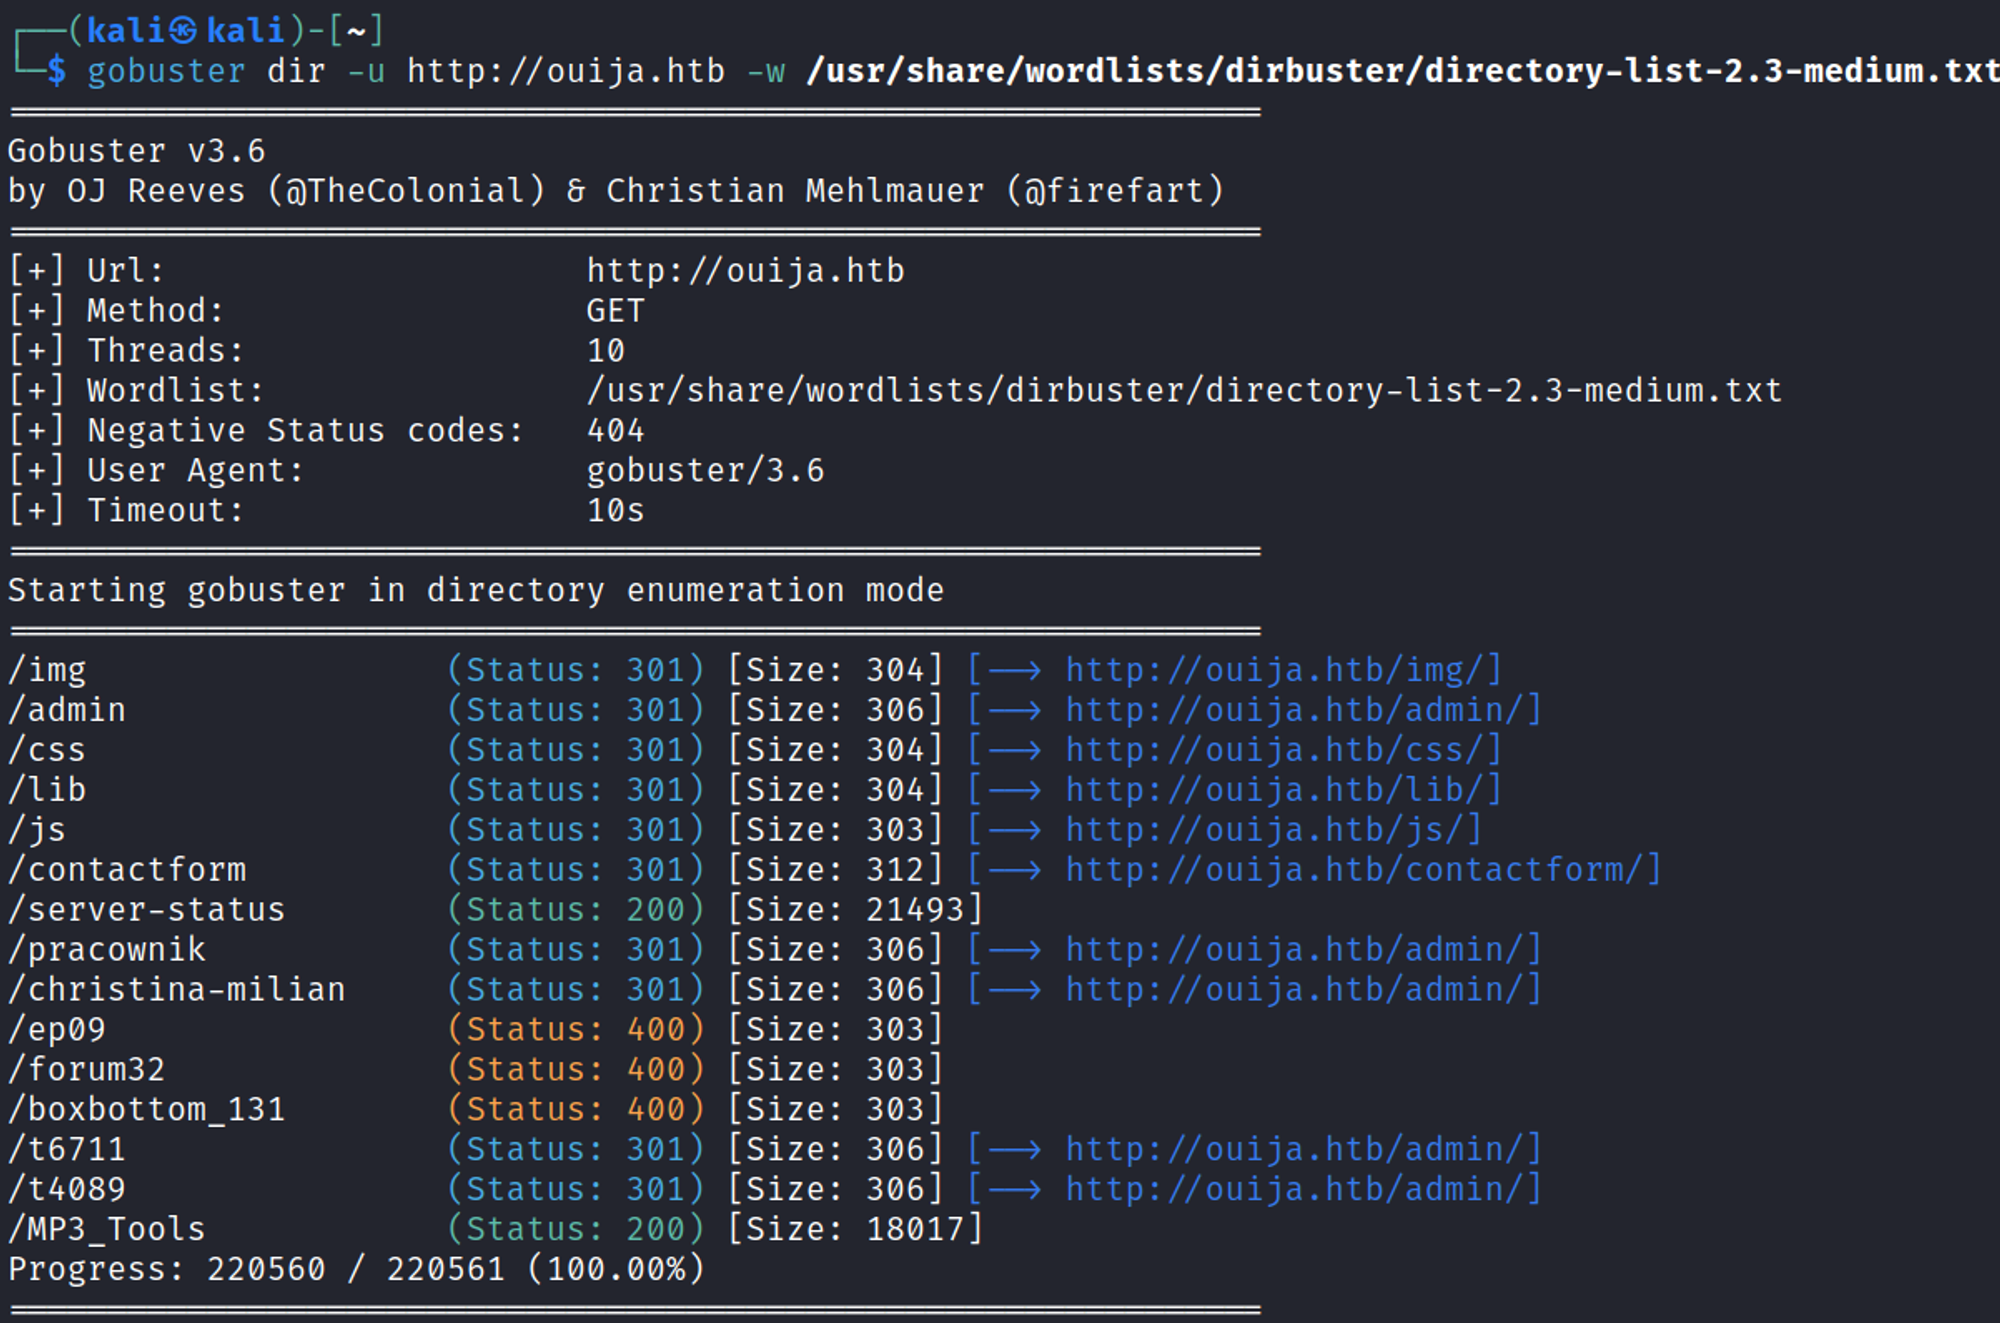 ┌──(kali㉿kali)-[~]
└─$ gobuster dir -u http://ouija.htb -w /usr/share/wordlists/dirbuster/directory-list-2.3-medium.txt
===============================================================
Gobuster v3.6
by OJ Reeves (@TheColonial) & Christian Mehlmauer (@firefart)
===============================================================
[+] Url:                     http://ouija.htb
[+] Method:                  GET
[+] Threads:                 10
[+] Wordlist:                /usr/share/wordlists/dirbuster/directory-list-2.3-medium.txt
[+] Negative Status codes:   404
[+] User Agent:              gobuster/3.6
[+] Timeout:                 10s
===============================================================
Starting gobuster in directory enumeration mode
===============================================================
/img                  (Status: 301) [Size: 304] [--> http://ouija.htb/img/]
/admin                (Status: 301) [Size: 306] [--> http://ouija.htb/admin/]
/css                  (Status: 301) [Size: 304] [--> http://ouija.htb/css/]
/lib                  (Status: 301) [Size: 304] [--> http://ouija.htb/lib/]
/js                   (Status: 301) [Size: 303] [--> http://ouija.htb/js/]
/contactform          (Status: 301) [Size: 312] [--> http://ouija.htb/contactform/]
/server-status        (Status: 200) [Size: 21493]
/pracownik            (Status: 301) [Size: 306] [--> http://ouija.htb/admin/]
/christina-milian     (Status: 301) [Size: 306] [--> http://ouija.htb/admin/]
/ep09                 (Status: 400) [Size: 303]
/forum32              (Status: 400) [Size: 303]
/boxbottom_131        (Status: 400) [Size: 303]
/t6711                (Status: 301) [Size: 306] [--> http://ouija.htb/admin/]
/t4089                (Status: 301) [Size: 306] [--> http://ouija.htb/admin/]
/MP3_Tools            (Status: 200) [Size: 18017]
Progress: 220560 / 220561 (100.00%)
===============================================================